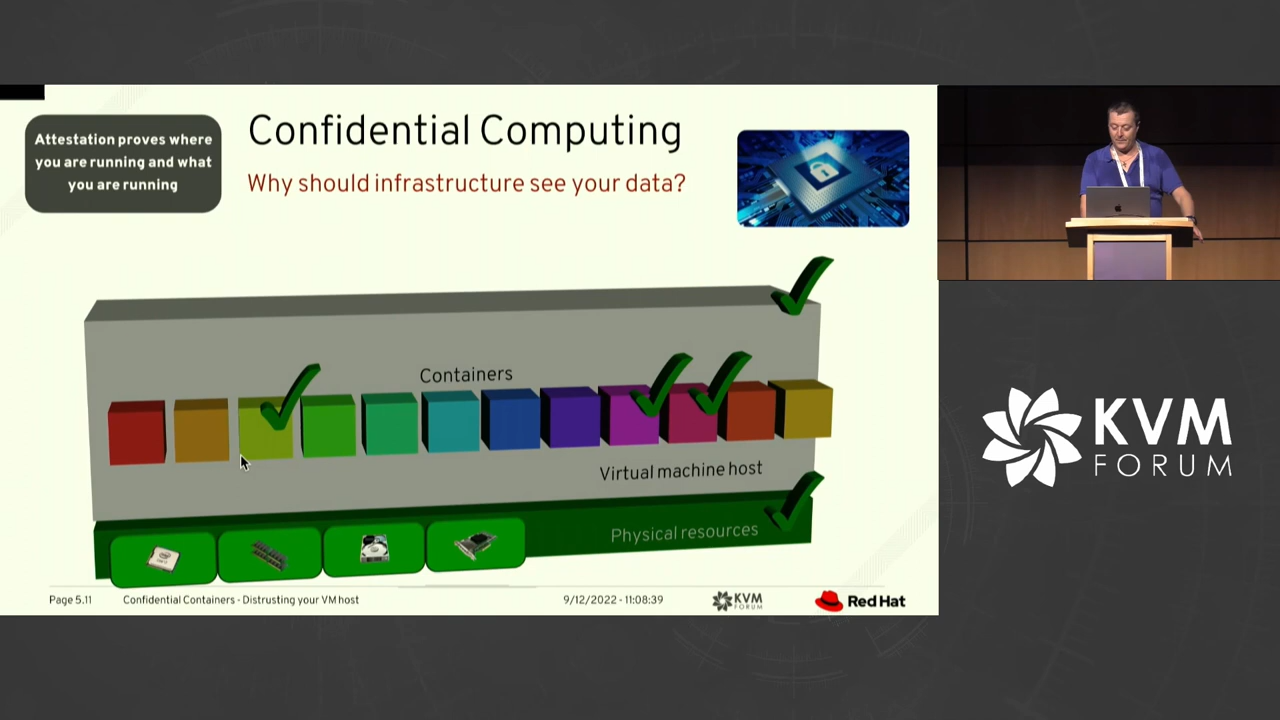 Attestation proves where
you are running and what
you are running
Confidential Computing
Why should infrastructure see your data?
Containers
Virtual machine host
Physical resources
Page 5.11
Confidential Containers - Distrusting your VM host
9/12/2022 - 11:08:39
KVM
FORUM
Red Hat
KVM
FORUM